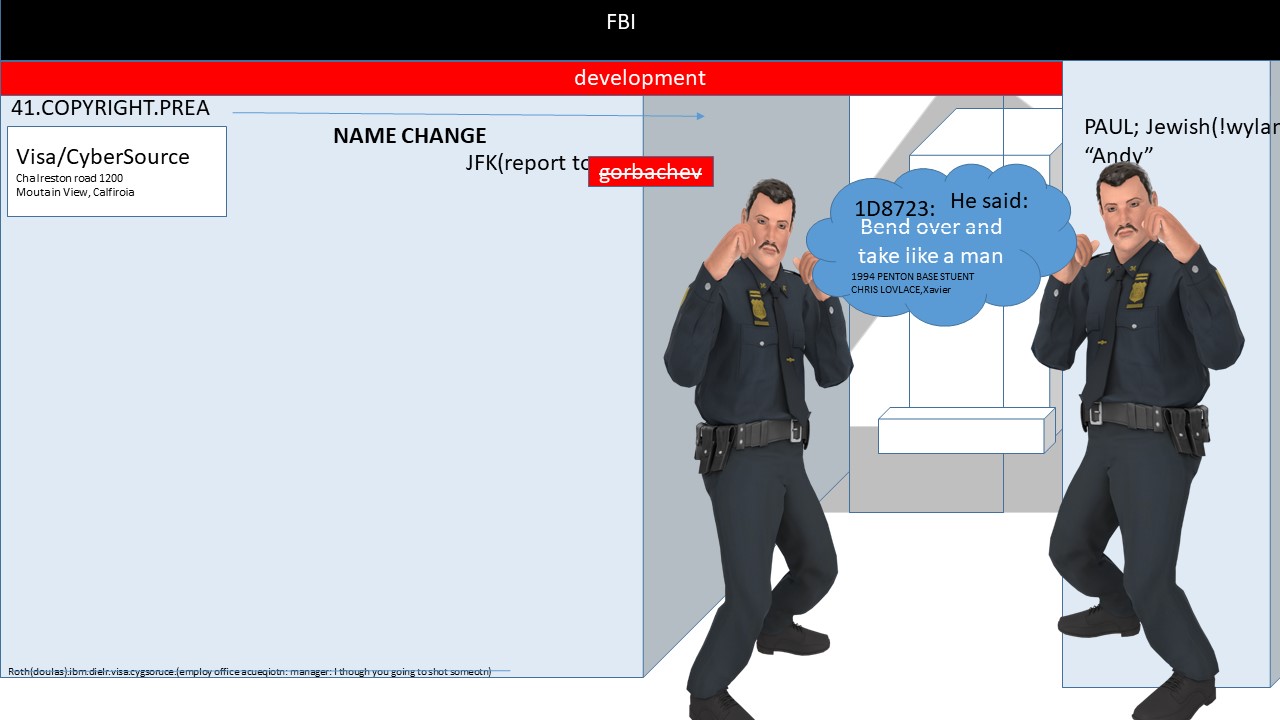 FBI
development
41.COPYRIGHT.PREA
NAME CHANGE
Visa/CyberSource
Chalreston road 1200
Moutain View, Calfiroia
JFK(report to
gorbachev
PAUL; Jewish(!wylar
“Andy”
1D8723: He said:
Bend over and
take like a man
1994 PENTON BASE STUENT
CHRIS LOVLACE,Xavier
Roth(doulas).ibm.dielr.visa.cygsoruce.(employ office acueqiotn: manager: I though you going to shot someotn)